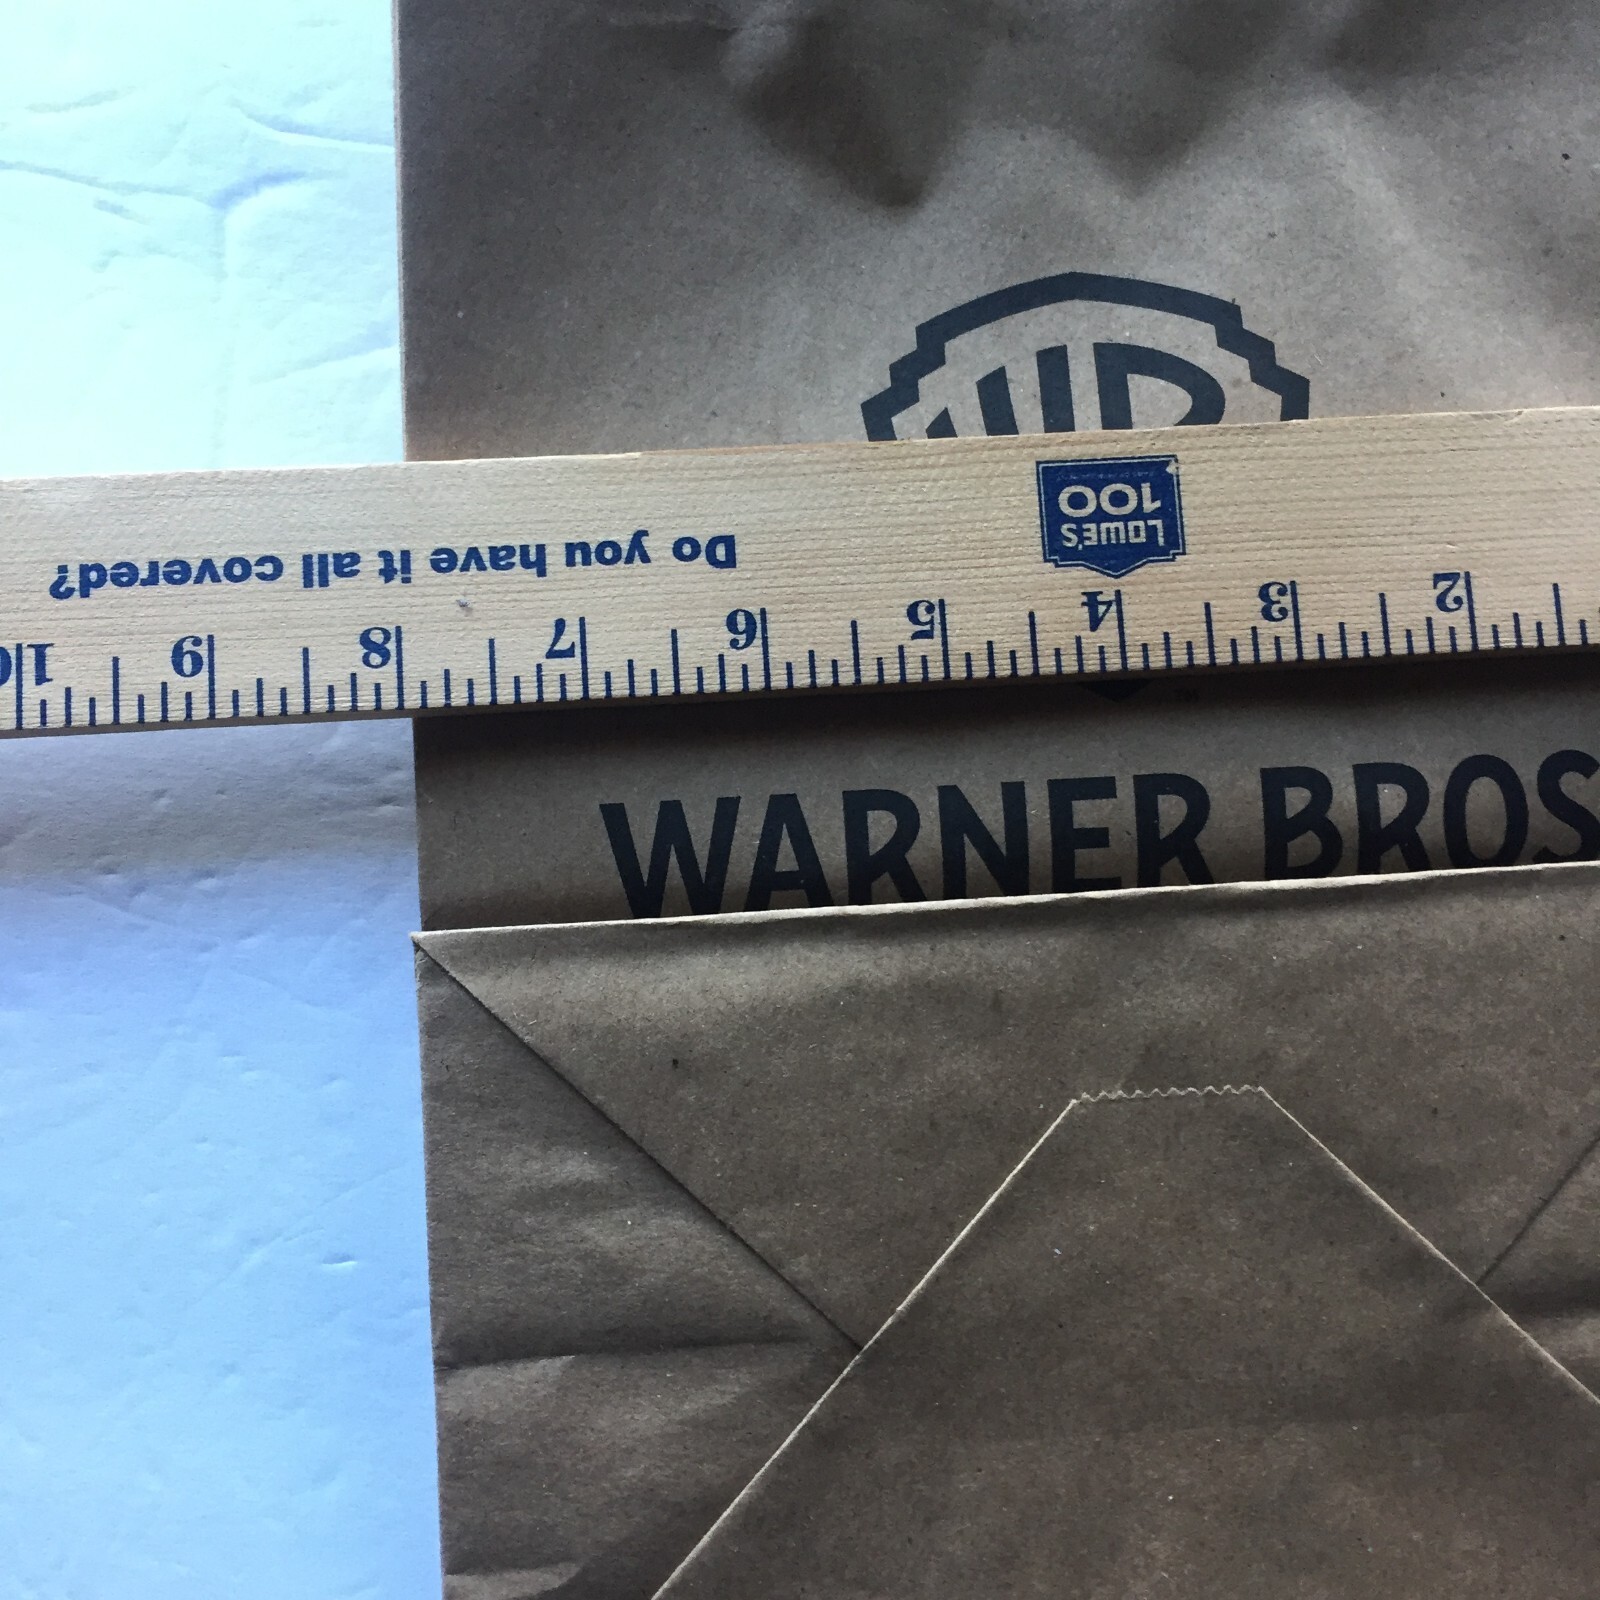 WB
Do you have it all covered?
LOWE'S
100
10 9 8 7 6 5 4 3 2
TM
WARNER BROS